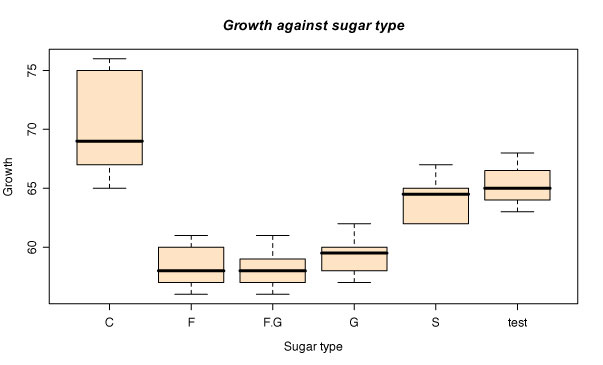 Growth against sugar type
75
70
65
60
Growth
C F F.G G S test
Sugar type